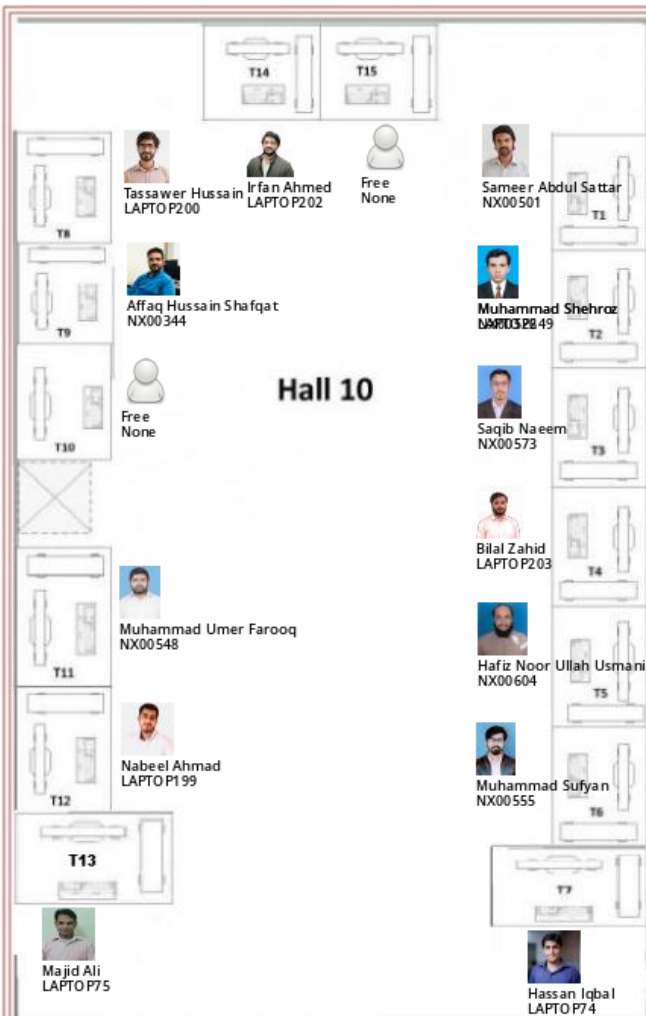 T14
T15
Tassawer Hussain
LAPTOP200
Irfan Ahmed
LAPTOP202
Free
None
Sameer Abdul Sattar
NX00501
T8
T1
Affaq Hussain Shafqat
NX00344
Muhammad Shehroz
T9
T2
Free
None
Hall 10
Saqib Naeem
NX00573
T10
T3
Bilal Zahid
LAPTOP203
T4
Muhammad Umer Farooq
NX00548
T11
Hafiz Noor Ullah Usmani
NX00604
T5
Nabeel Ahmad
LAPTOP199
T12
Muhammad Sufyan
NX00555
T6
T13
T7
Majid Ali
LAPTOP75
Hassan Iqbal
LAPTOP74